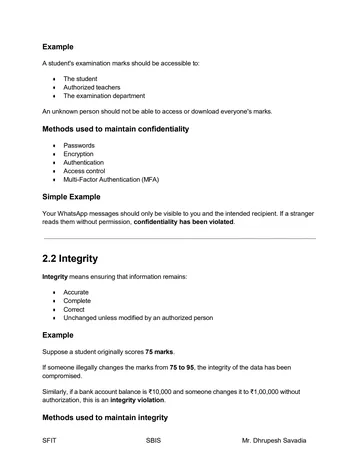 Example
A student's examination marks should be accessible to:
The student
Authorized teachers
The examination department
An unknown person should not be able to access or download everyone's marks.
Methods used to maintain confidentiality
Passwords
Encryption
Authentication
Access control
Multi-Factor Authentication (MFA)
Simple Example
Your WhatsApp messages should only be visible to you and the intended recipient. If a stranger
reads them without permission, confidentiality has been violated.
2.2 Integrity
Integrity means ensuring that information remains:
Accurate
Complete
Correct
Unchanged unless modified by an authorized person
Example
Suppose a student originally scores 75 marks.
If someone illegally changes the marks from 75 to 95, the integrity of the data has been
compromised.
Similarly, if a bank account balance is ₹10,000 and someone changes it to ₹1,00,000 without
authorization, this is an integrity violation.
Methods used to maintain integrity
SFIT SBIS Mr. Dhrupesh Savadia